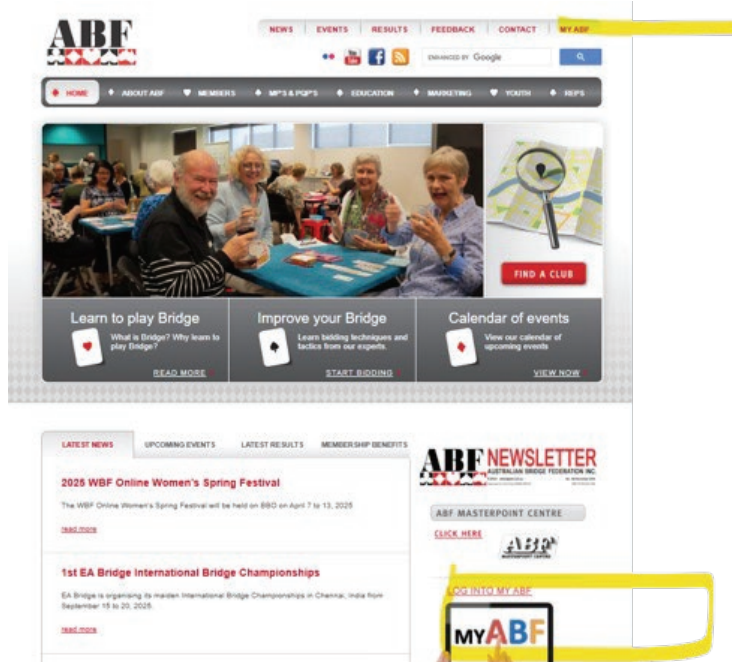 ABF
NEWS EVENTS RESULTS FEEDBACK CONTACT MY ABF
ENHANCED BY Google
HOME ABOUT ABF MEMBERS MP'S & PQP'S EDUCATION MARKETING YOUTH REPS
FIND A CLUB
Learn to play Bridge
What is Bridge? Why learn to
play Bridge?
READ MORE
Improve your Bridge
Learn bidding techniques and
tactics from our experts.
START BIDDING
Calendar of events
View our calendar of
upcoming events
VIEW NOW
LATEST NEWS UPCOMING EVENTS LATEST RESULTS MEMBERSHIP BENEFITS
2025 WBF Online Women's Spring Festival
The WBF Online Women's Spring Festival will be held on BBO on April 7 to 13, 2025
read more
1st EA Bridge International Bridge Championships
EA Bridge is organising its maiden International Bridge Championships in Chennai, India from
September 15 to 20, 2025.
read more
ABF NEWSLETTER
AUSTRALIAN BRIDGE FEDERATION INC.
ABF MASTERPOINT CENTRE
CLICK HERE
ABF
MASTERPOINT CENTRE
LOG INTO MY ABF
MYABF